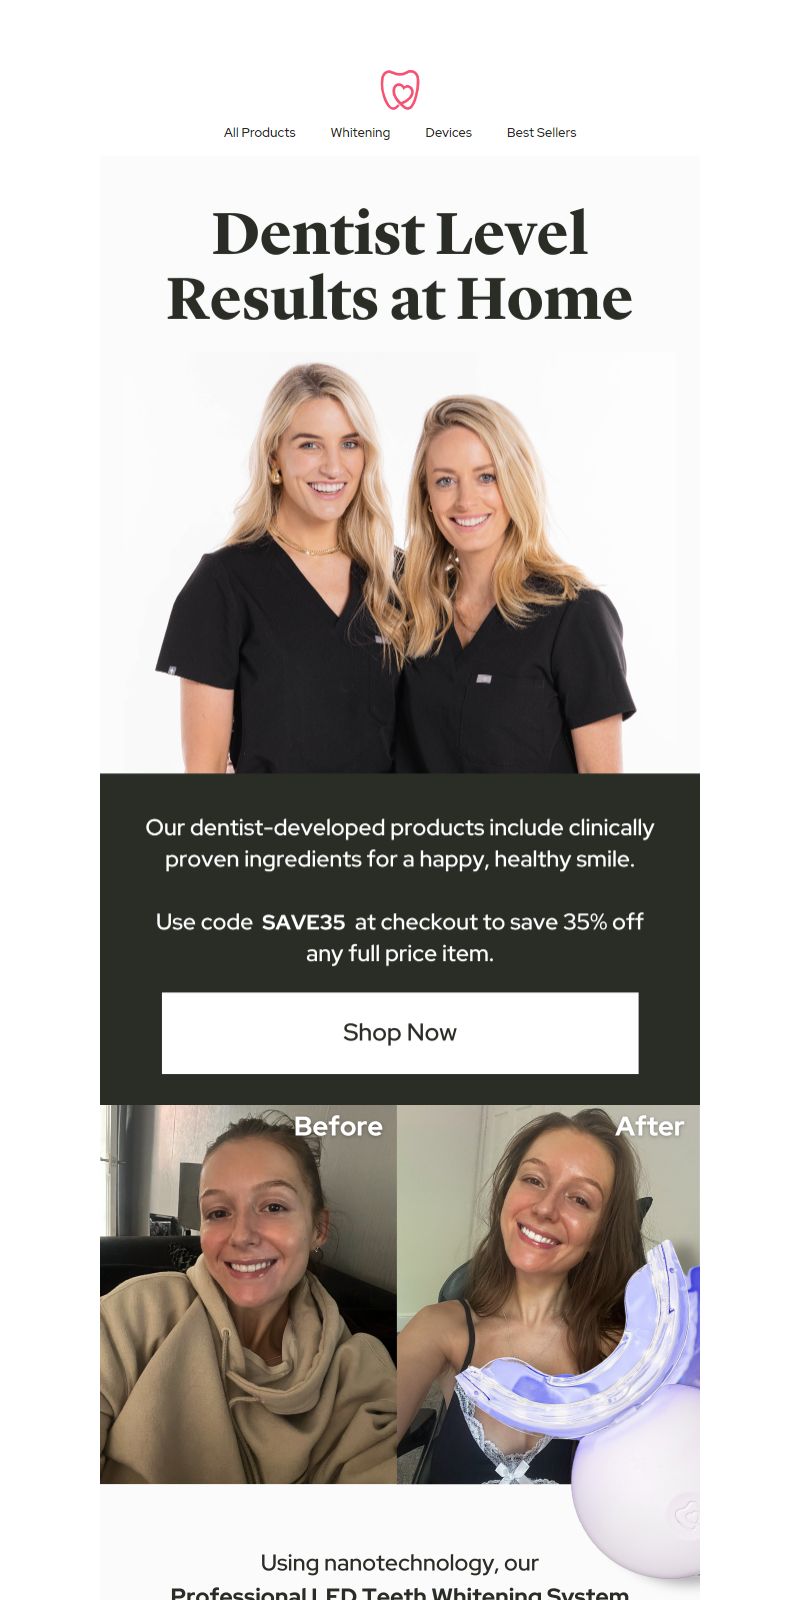 All Products Whitening Devices Best Sellers
Dentist Level
Results at Home
Our dentist-developed products include clinically
proven ingredients for a happy, healthy smile.
Use code SAVE35 at checkout to save 35% off
any full price item.
Shop Now
Before After
Using nanotechnology, our
Professional LED Teeth Whitening System